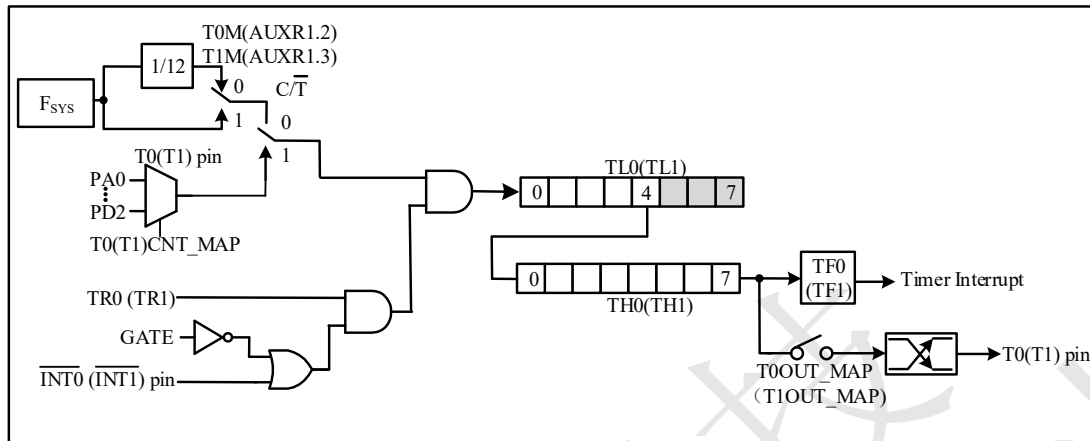 T0M(AUXR1.2)
T1M(AUXR1.3)
1/12
0
C/T̅
FSYS
1
0
1
T0(T1) pin
PA0
PD2
T0(T1)CNT_MAP
TL0(TL1)
0 4 7
0 7
TH0(TH1)
TF0
(TF1)
Timer Interrupt
TR0 (TR1)
GATE
I̅N̅T̅0̅ (I̅N̅T̅1̅) pin
T0OUT_MAP
（T1OUT_MAP)
T0(T1) pin